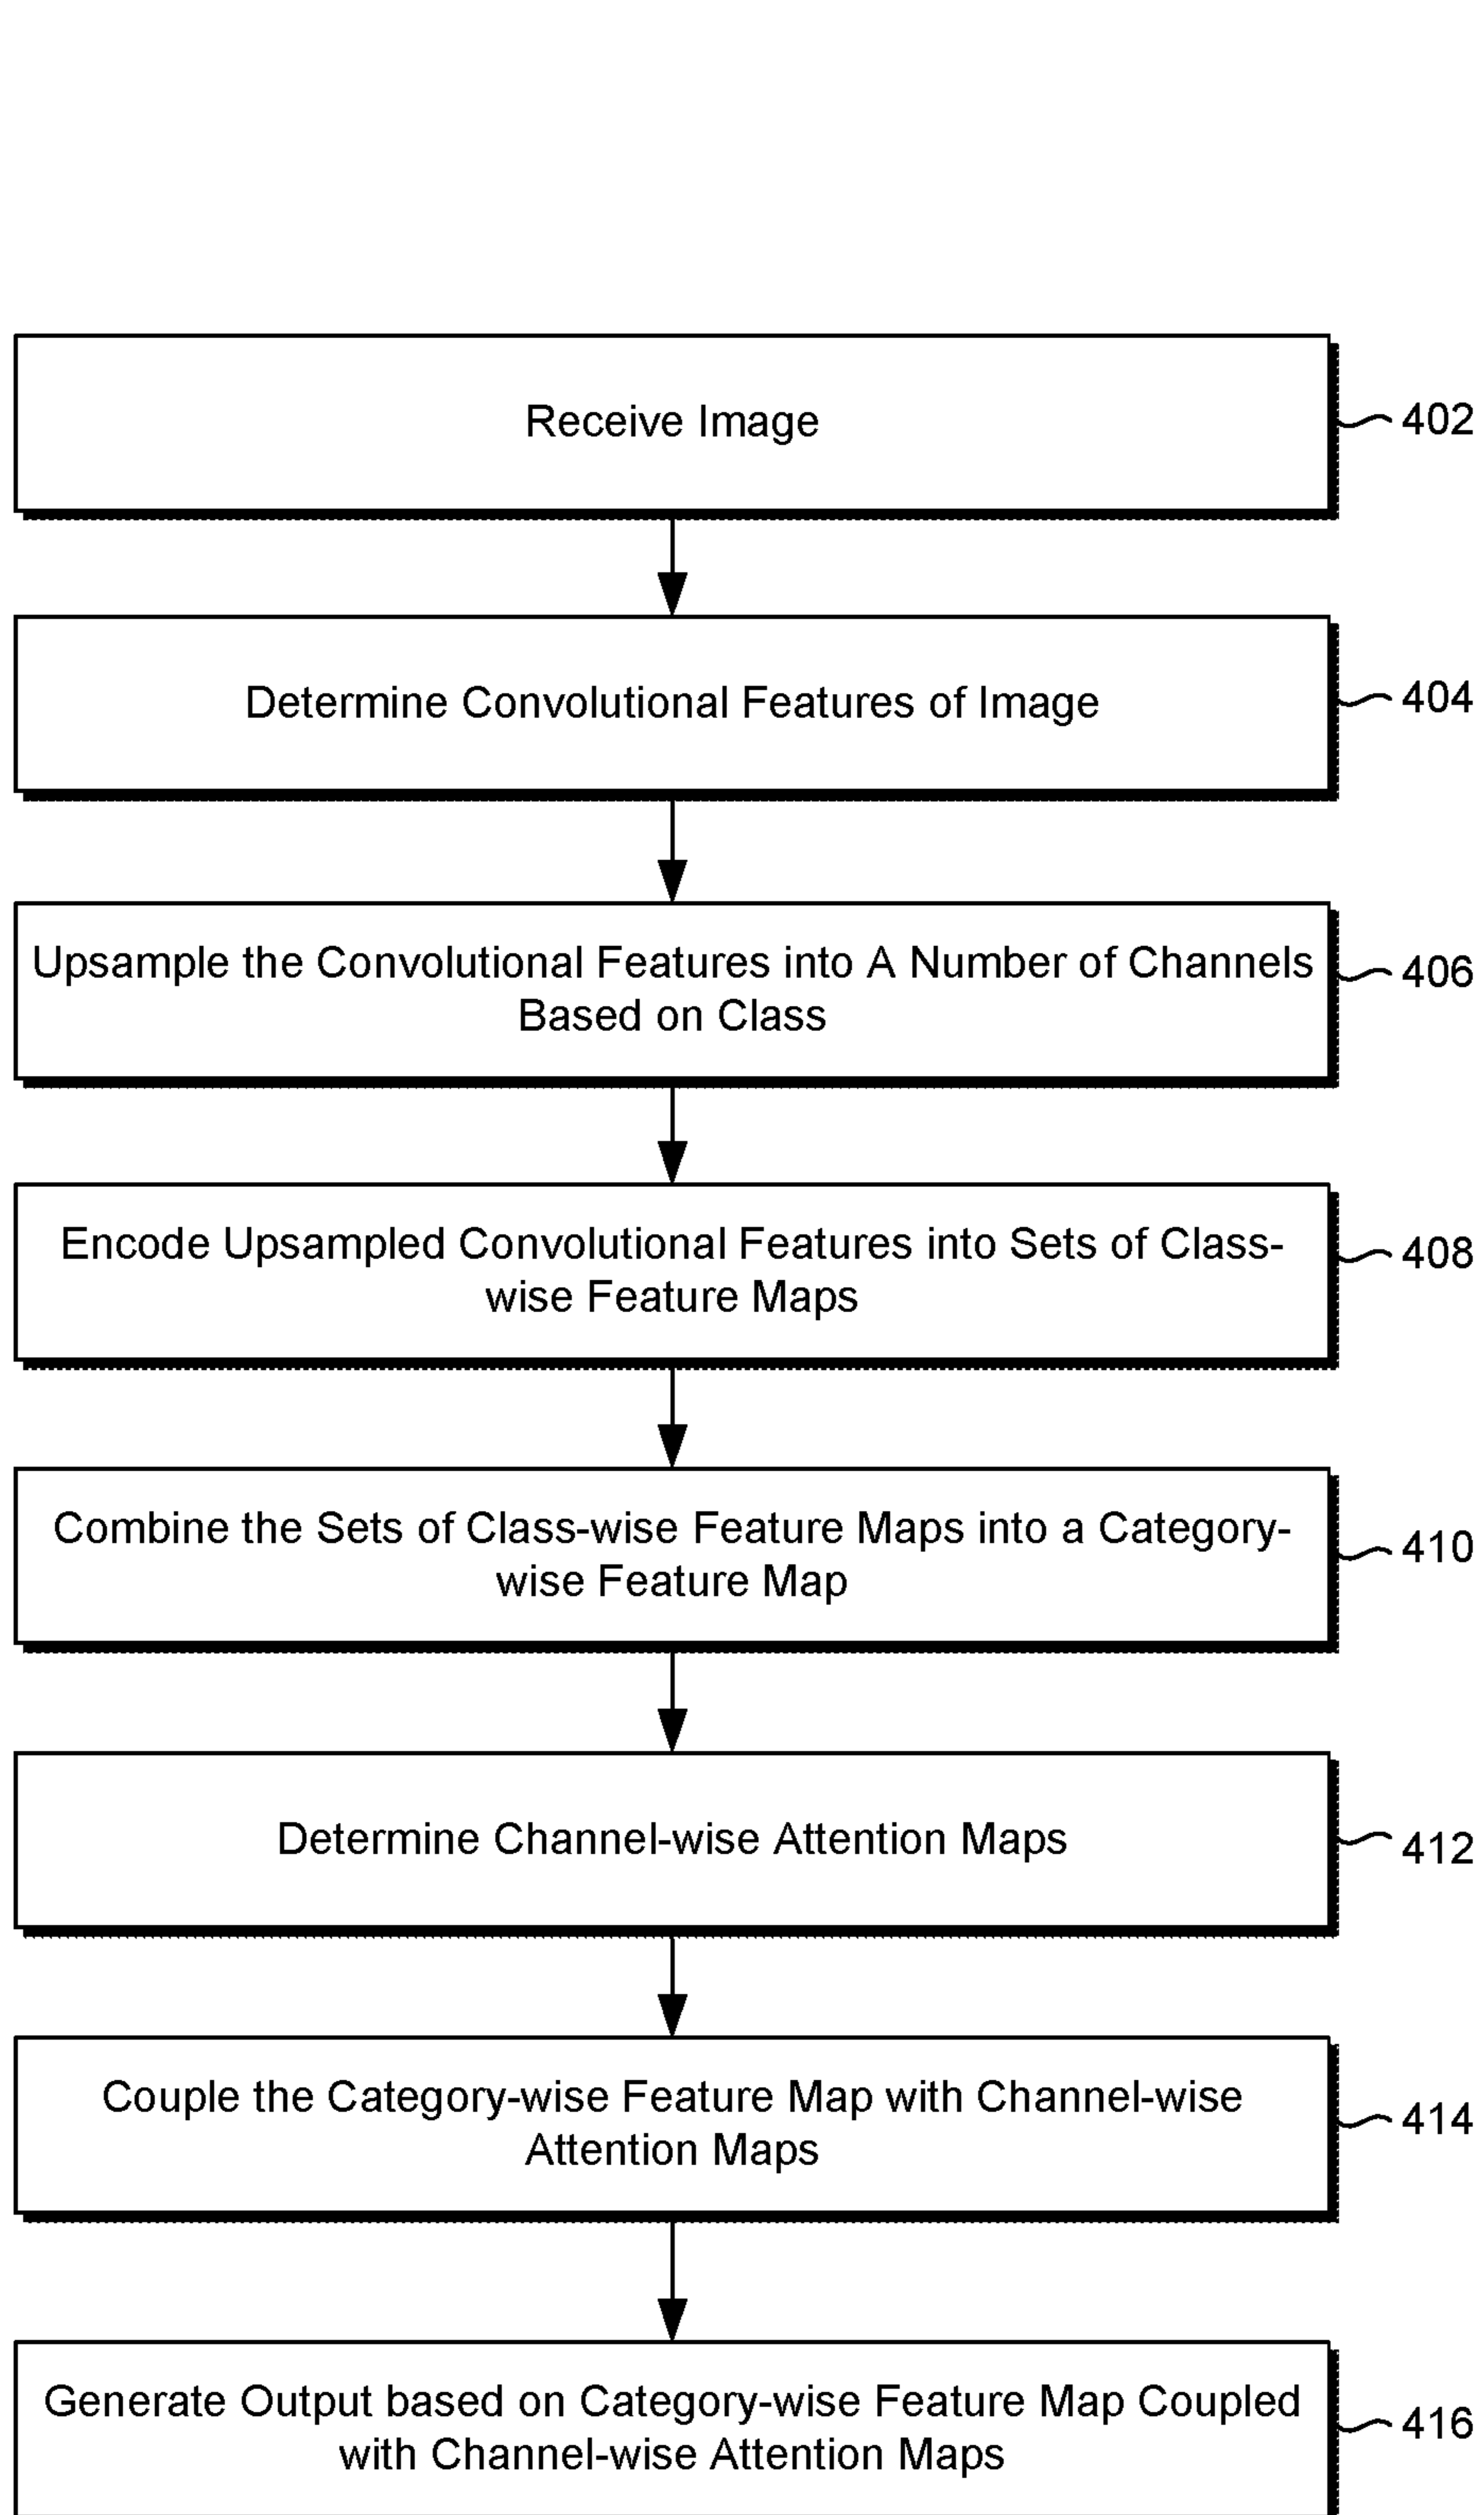 Receive Image
402
Determine Convolutional Features of Image
404
Upsample the Convolutional Features into A Number of Channels
Based on Class
406
Encode Upsampled Convolutional Features into Sets of Class-
wise Feature Maps
408
Combine the Sets of Class-wise Feature Maps into a Category-
wise Feature Map
410
Determine Channel-wise Attention Maps
412
Couple the Category-wise Feature Map with Channel-wise
Attention Maps
414
Generate Output based on Category-wise Feature Map Coupled
with Channel-wise Attention Maps
416